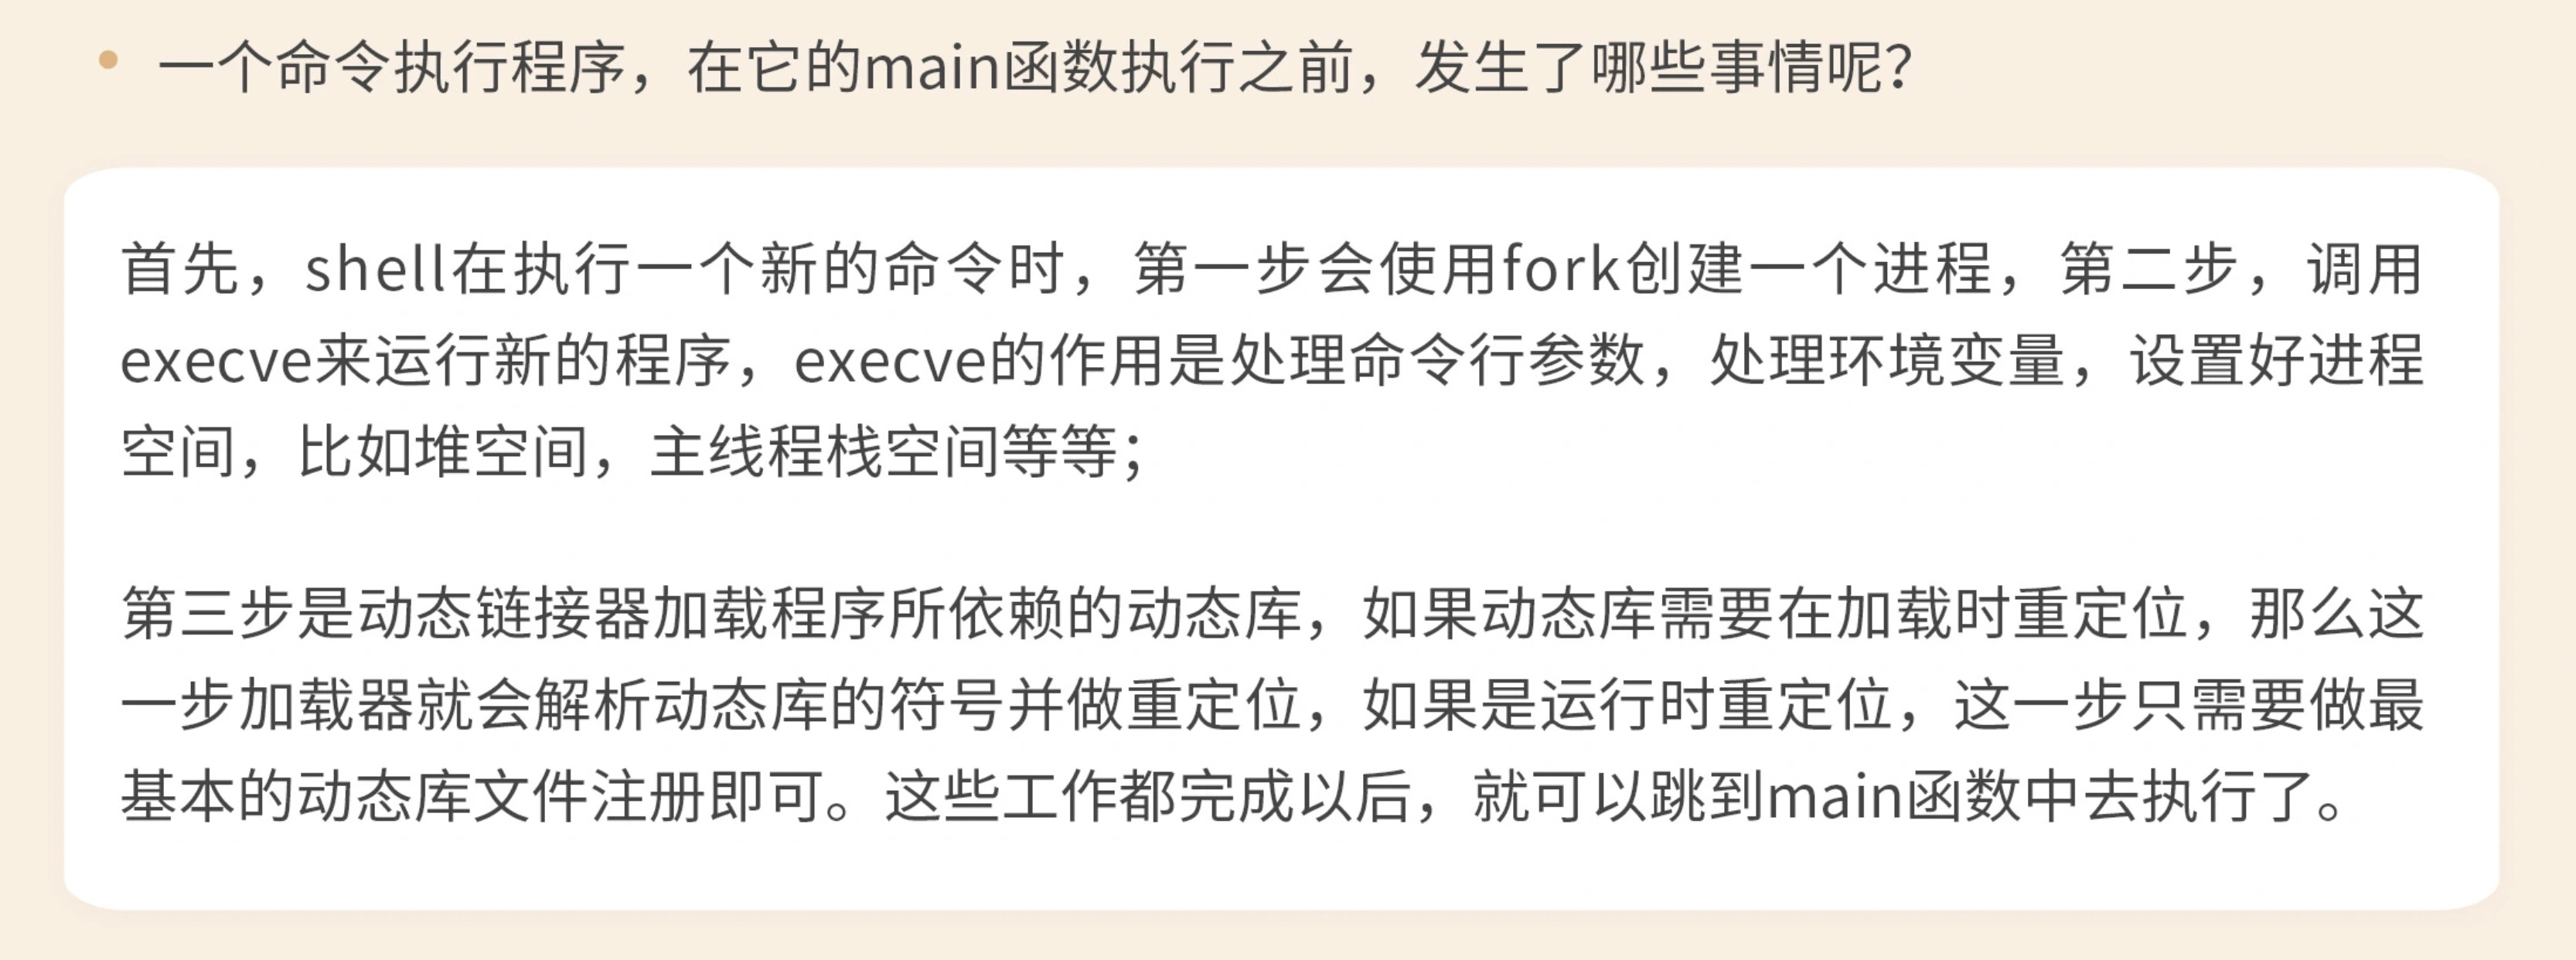 一个命令执行程序，在它的main函数执行之前，发生了哪些事情呢？
首先，shell在执行一个新的命令时，第一步会使用fork创建一个进程，第二步，调用
execve来运行新的程序，execve的作用是处理命令行参数，处理环境变量，设置好进程
空间，比如堆空间，主线程栈空间等等；
第三步是动态链接器加载程序所依赖的动态库，如果动态库需要在加载时重定位，那么这
一步加载器就会解析动态库的符号并做重定位，如果是运行时重定位，这一步只需要做最
基本的动态库文件注册即可。这些工作都完成以后，就可以跳到main函数中去执行了。